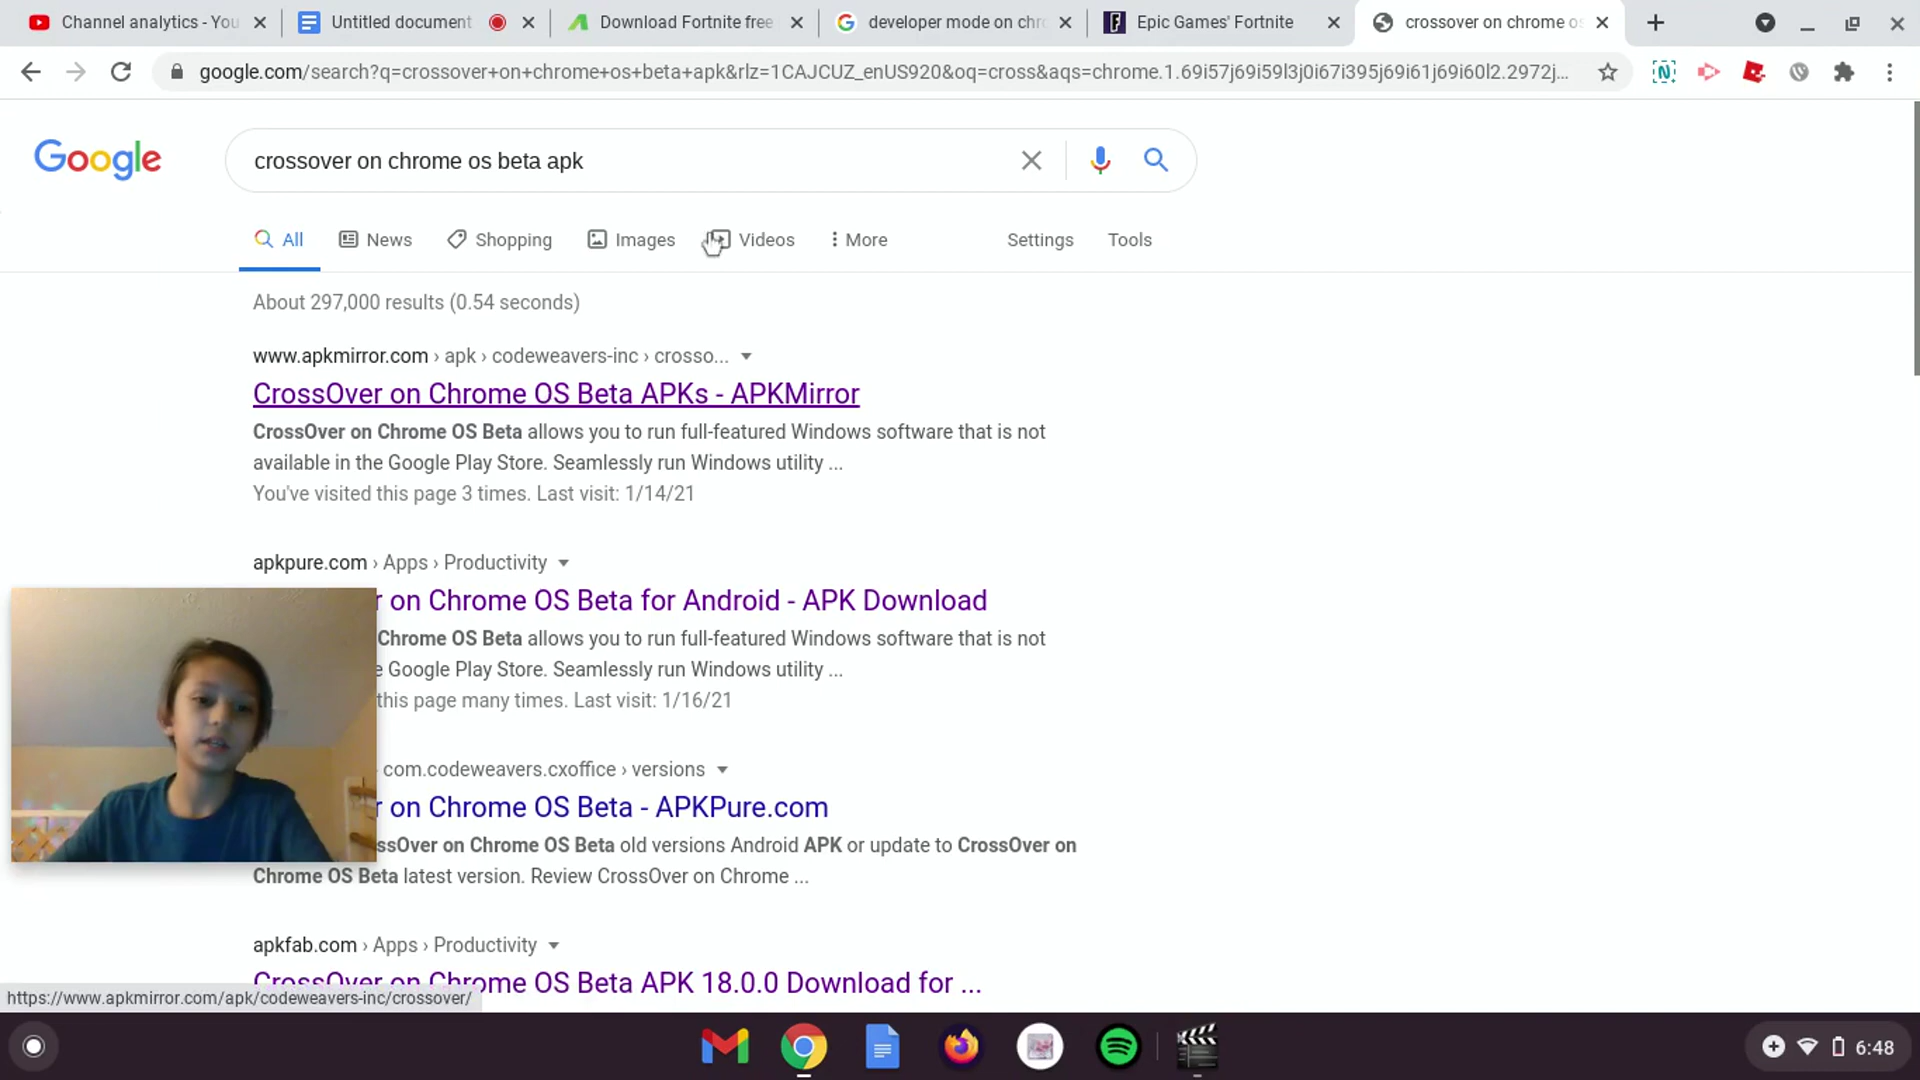 Channel analytics - You
Untitled document
Download Fortnite free
developer mode on chro
Epic Games' Fortnite
crossover on chrome os
google.com/search?q=crossover+on+chrome+os+beta+apk&rlz=1CAJCUZ_enUS920&oq=cross&aqs=chrome.1.69i57j69i59l3j0i67i395j69i61j69i60l2.2972j...
Google
crossover on chrome os beta apk
All News Shopping Images Videos More Settings Tools
About 297,000 results (0.54 seconds)
www.apkmirror.com › apk › codeweavers-inc › crosso...
CrossOver on Chrome OS Beta APKs - APKMirror
CrossOver on Chrome OS Beta allows you to run full-featured Windows software that is not
available in the Google Play Store. Seamlessly run Windows utility ...
You've visited this page 3 times. Last visit: 1/14/21
apkpure.com › Apps › Productivity
r on Chrome OS Beta for Android - APK Download
Chrome OS Beta allows you to run full-featured Windows software that is not
e Google Play Store. Seamlessly run Windows utility ...
this page many times. Last visit: 1/16/21
com.codeweavers.cxoffice › versions
r on Chrome OS Beta - APKPure.com
ssOver on Chrome OS Beta old versions Android APK or update to CrossOver on
Chrome OS Beta latest version. Review CrossOver on Chrome ...
apkfab.com › Apps › Productivity
CrossOver on Chrome OS Beta APK 18.0.0 Download for ...
https://www.apkmirror.com/apk/codeweavers-inc/crossover/
6:48